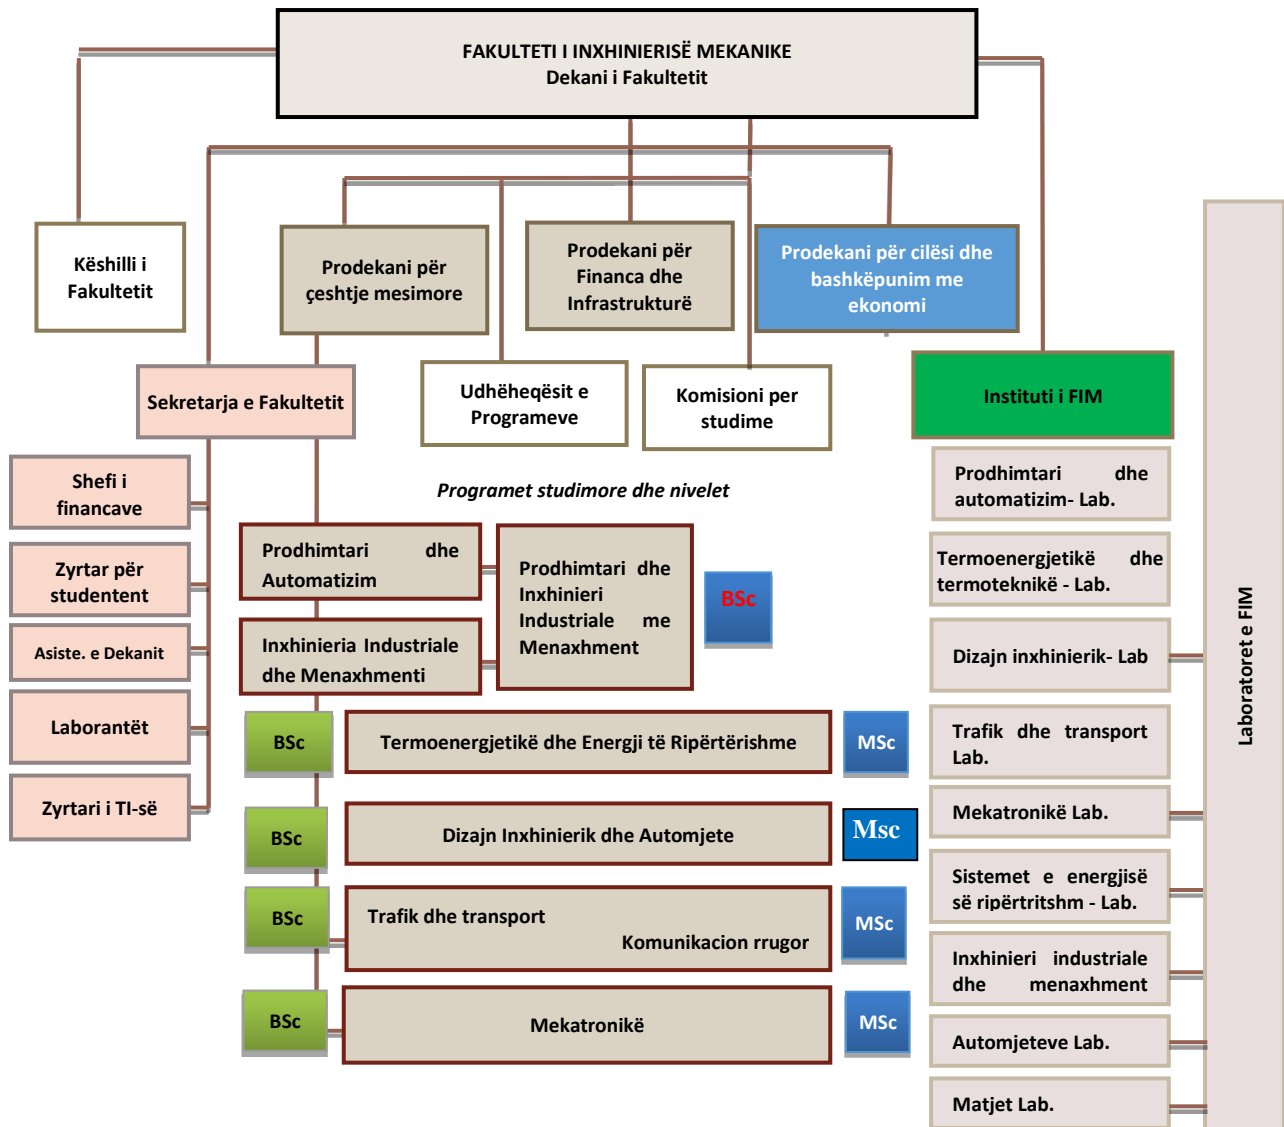 FAKULTETI I INXHINIERISË MEKANIKE
Dekani i Fakultetit
Këshilli i
Fakultetit
Prodekani për
çeshtje mesimore
Prodekani për
Financa dhe
Infrastrukturë
Prodekani për cilësi dhe
bashkëpunim me
ekonomi
Sekretarja e Fakultetit
Udhëheqësit e
Programeve
Komisioni per
studime
Instituti i FIM
Shefi i
financave
Zyrtar për
studentent
Asiste. e Dekanit
Laborantët
Zyrtari i TI-së
Programet studimore dhe nivelet
Prodhimtari dhe
Automatizim
Inxhinieria Industriale
dhe Menaxhmenti
Prodhimtari dhe
Inxhinieri
Industriale me
Menaxhment
BSc
BSc
Termoenergjetikë dhe Energji të Ripërtërishme
MSc
BSc
Dizajn Inxhinierik dhe Automjete
Msc
BSc
Trafik dhe transport
Komunikacion rrugor
MSc
BSc
Mekatronikë
MSc
Prodhimtari dhe
automatizim- Lab.
Termoenergjetikë dhe
termoteknikë - Lab.
Dizajn inxhinierik- Lab
Trafik dhe transport
Lab.
Mekatronikë Lab.
Sistemet e energjisë
së ripërtritshm - Lab.
Inxhinieri industriale
dhe menaxhment
Automjeteve Lab.
Matjet Lab.
Laboratoret e FIM